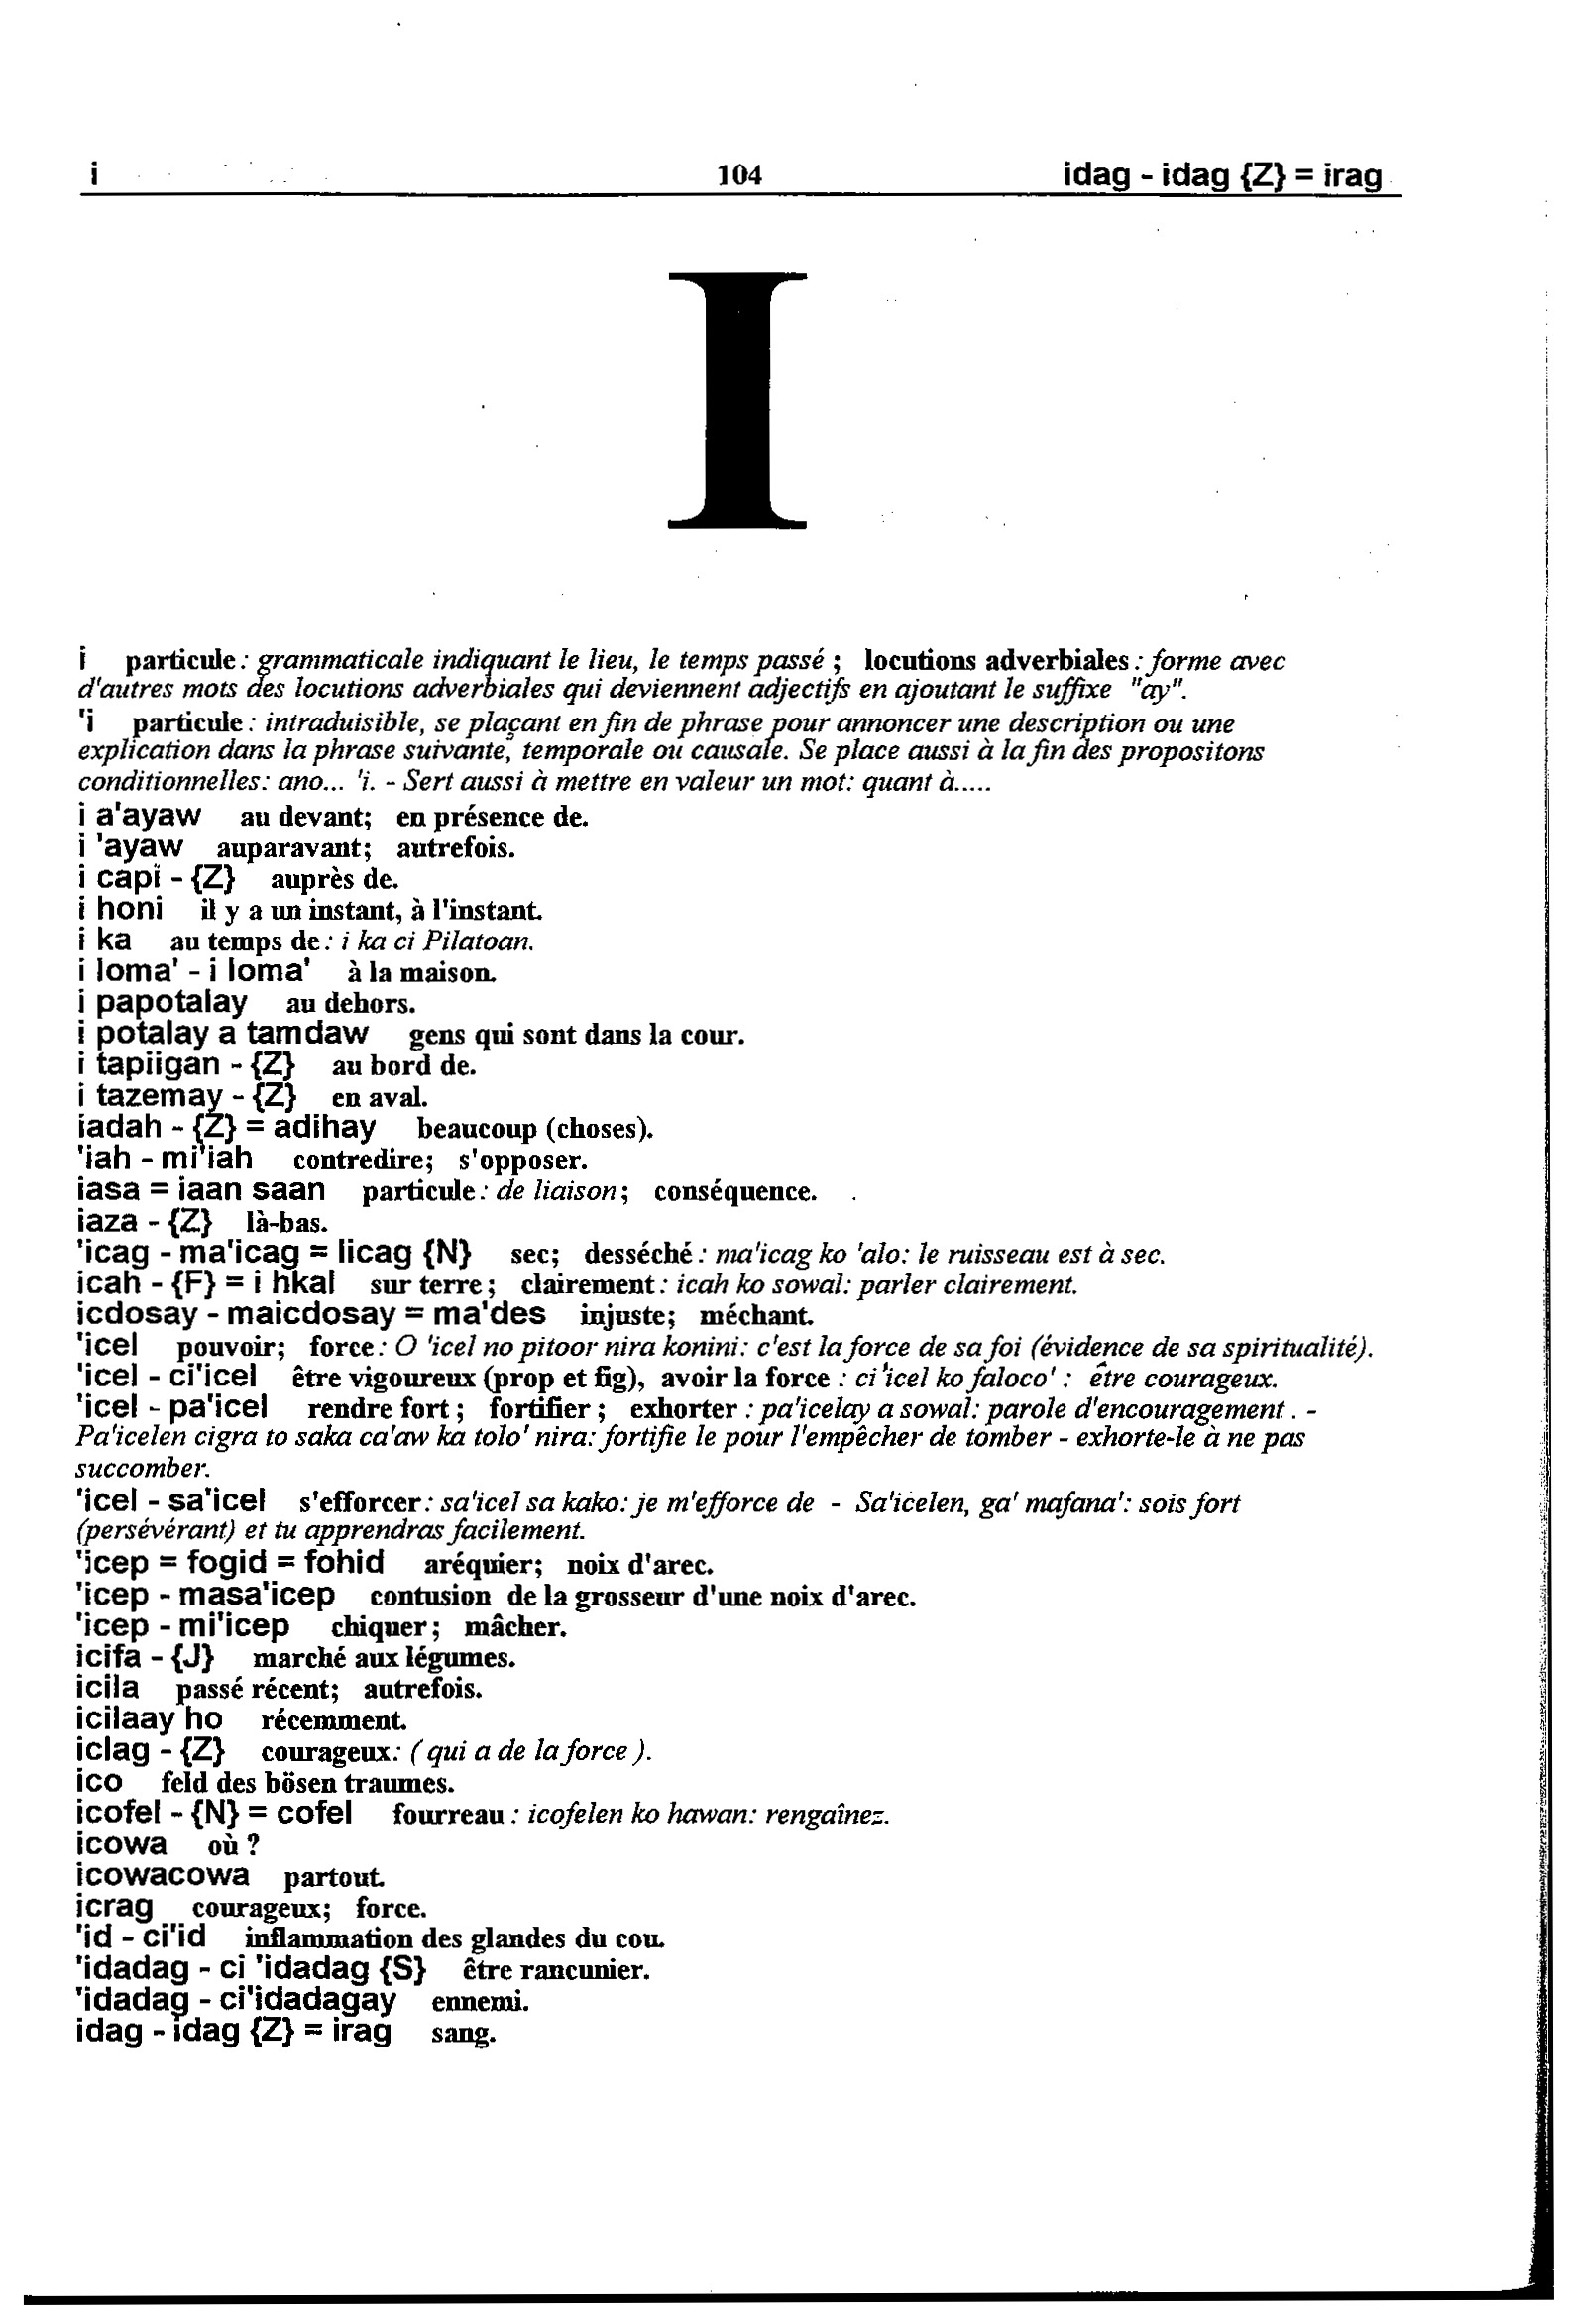 i 104 idag - idag {Z} = irag
I
i particule : grammaticale indiquant le lieu, le temps passé ; locutions adverbiales : forme avec
d'autres mots des locutions adverbiales qui deviennent adjectifs en ajoutant le suffixe "ay".
'i particule : intraduisible, se plaçant en fin de phrase pour annoncer une description ou une
explication dans la phrase suivante, temporale ou causale. Se place aussi à la fin des propositons
conditionnelles: ano... 'i. - Sert aussi à mettre en valeur un mot: quant à.....
i a'ayaw au devant; en présence de.
i 'ayaw auparavant; autrefois.
i capi - {Z} auprès de.
i honi il y a un instant, à l'instant.
i ka au temps de : i ka ci Pilatoan.
i loma' - i loma' à la maison.
i papotalay au dehors.
i potalay a tamdaw gens qui sont dans la cour.
i tapiigan - {Z} au bord de.
i tazemay - {Z} en aval.
iadah - {Z} = adihay beaucoup (choses).
'iah - mi'iah contredire; s'opposer.
iasa = iaan saan particule : de liaison ; conséquence.
iaza - {Z} là-bas.
'icag - ma'icag = licag {N} sec; desséché : ma'icag ko 'alo: le ruisseau est à sec.
icah - {F} = i hkal sur terre ; clairement : icah ko sowal: parler clairement.
icdosay - maicdosay = ma'des injuste; méchant.
'icel pouvoir; force : O 'icel no pitoor nira konini: c'est la force de sa foi (évidence de sa spiritualité).
'icel - ci'icel être vigoureux (prop et fig), avoir la force : ci 'icel ko faloco' : être courageux.
'icel - pa'icel rendre fort ; fortifier ; exhorter : pa'icelay a sowal: parole d'encouragement . -
Pa'icelen cigra to saka ca'aw ka tolo' nira: fortifie le pour l'empêcher de tomber - exhorte-le à ne pas
succomber.
'icel - sa'icel s'efforcer : sa'icel sa kako: je m'efforce de - Sa'icelen, ga' mafana': sois fort
(persévérant) et tu apprendras facilement.
'icep = fogid = fohid aréquier; noix d'arec.
'icep - masa'icep contusion de la grosseur d'une noix d'arec.
'icep - mi'icep chiquer ; mâcher.
icifa - {J} marché aux légumes.
icila passé récent; autrefois.
icilaay ho récemment.
iclag - {Z} courageux: ( qui a de la force ).
ico feld des bösen traumes.
icofel - {N} = cofel fourreau : icofelen ko hawan: rengaînez.
icowa où ?
icowacowa partout.
icrag courageux; force.
'id - ci'id inflammation des glandes du cou.
'idadag - ci 'idadag {S} être rancunier.
'idadag - ci'idadagay ennemi.
idag - idag {Z} = irag sang.